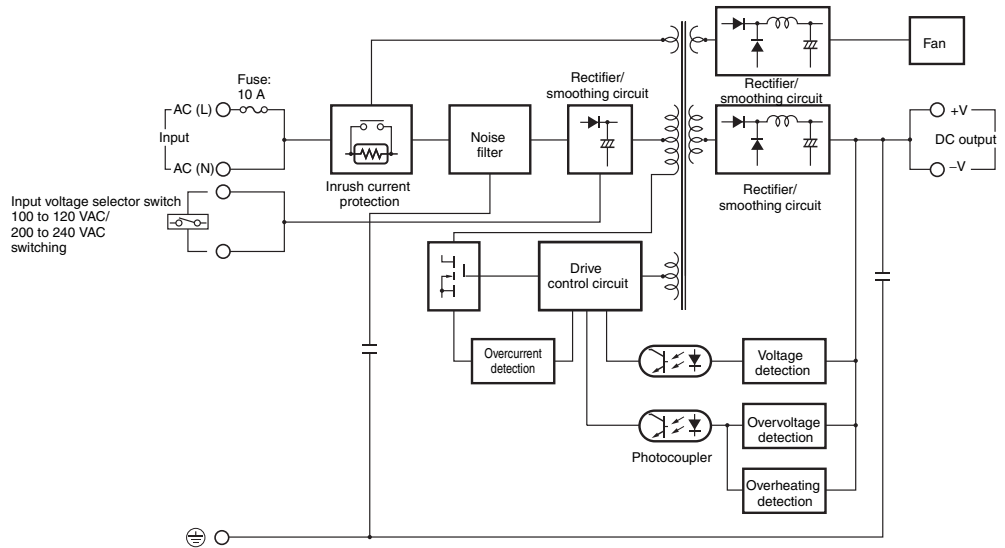 Fuse:
10 A
AC (L)
Input
AC (N)
Input voltage selector switch
100 to 120 VAC/
200 to 240 VAC
switching
Inrush current
protection
Noise
filter
Rectifier/
smoothing circuit
Rectifier/
smoothing circuit
Fan
Rectifier/
smoothing circuit
+V
DC output
–V
Drive
control circuit
Overcurrent
detection
Voltage
detection
Overvoltage
detection
Photocoupler
Overheating
detection